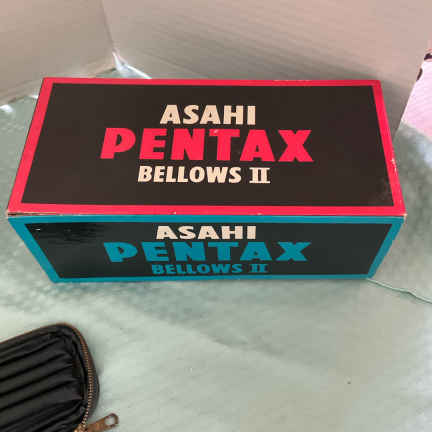 ASAHI
PENTAX
BELLOWS II
ASAHI
PENTAX
BELLOWS II